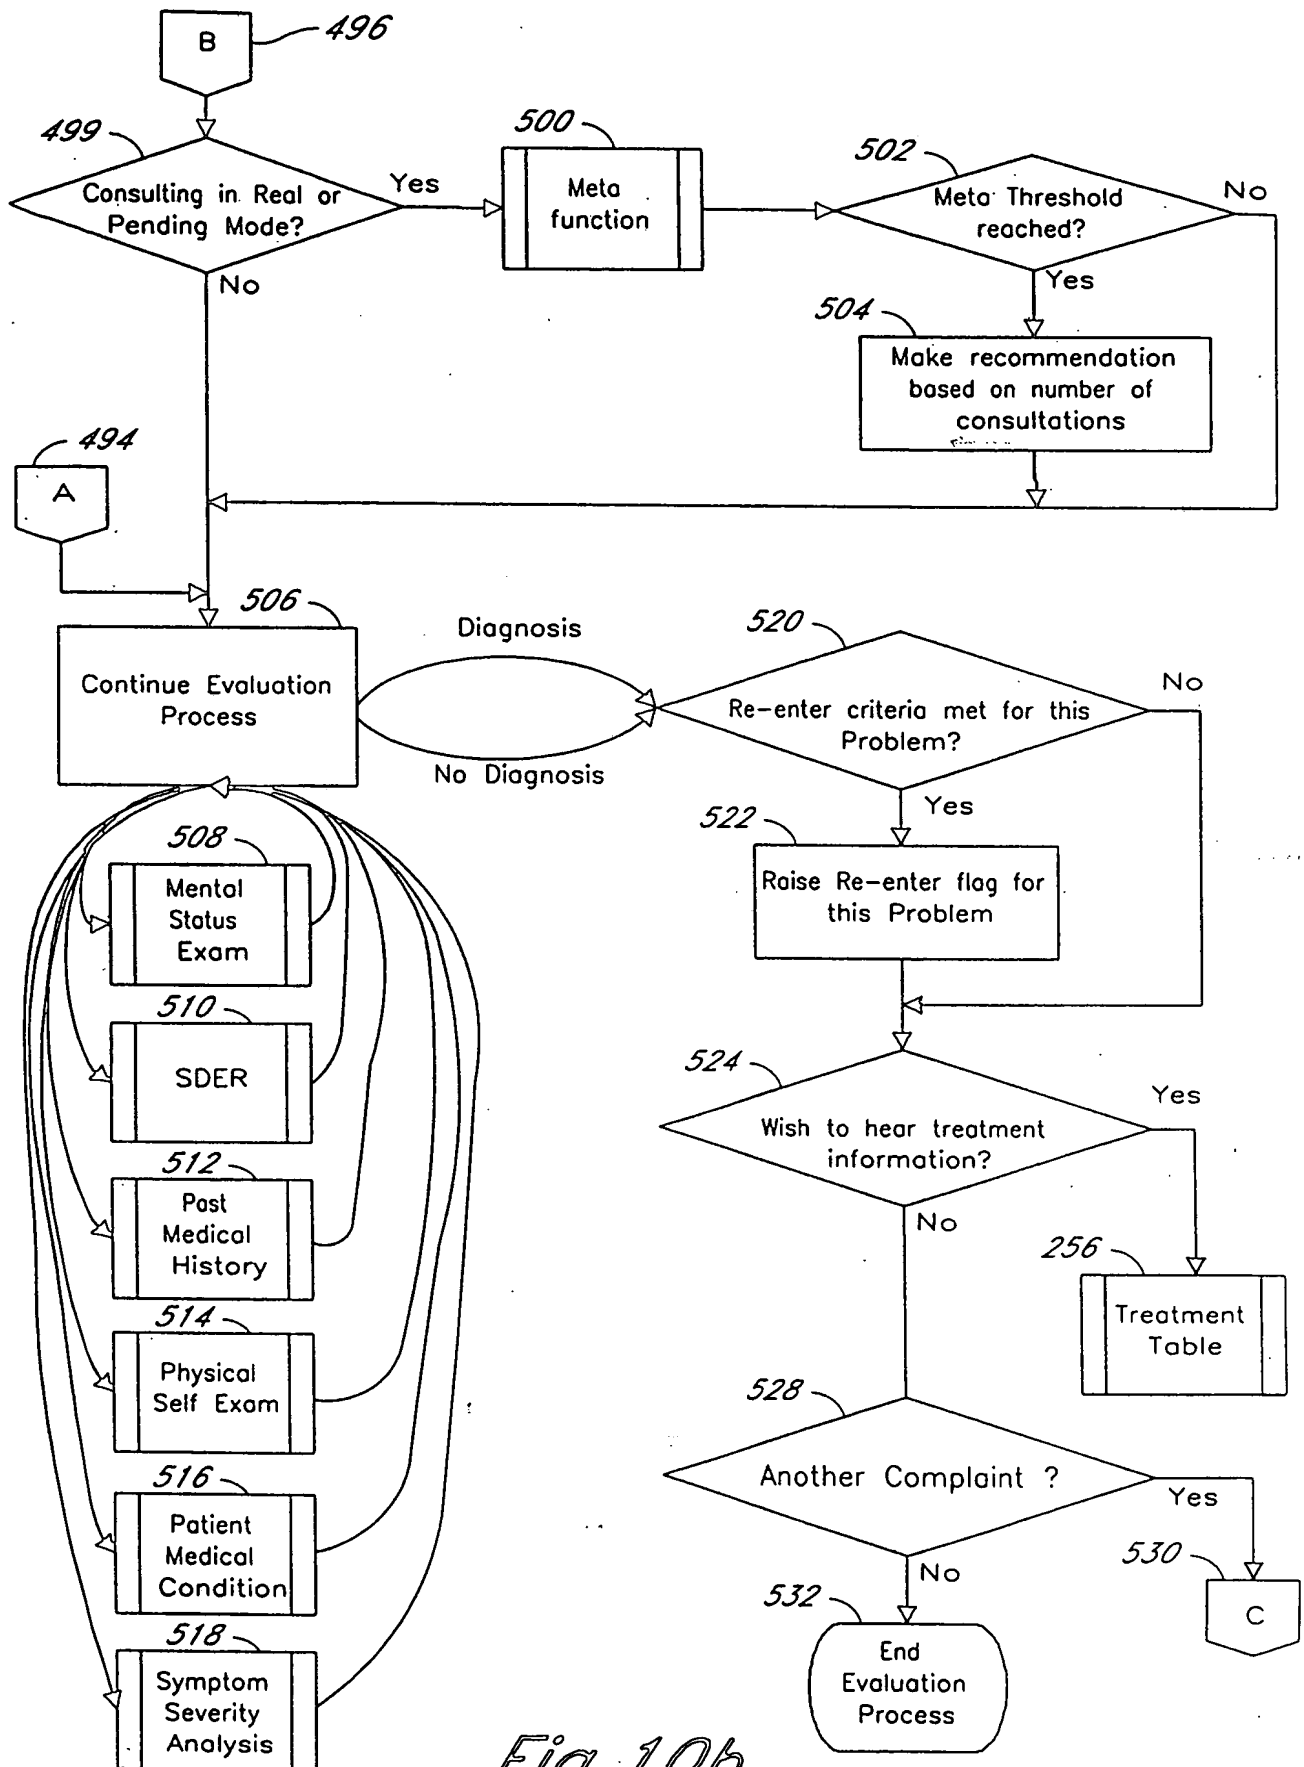 B
496
499
Consulting in Real or
Pending Mode?
Yes
No
500
Meta
function
502
Meta Threshold
reached?
No
Yes
504
Make recommendation
based on number of
consultations
494
A
506
Continue Evaluation
Process
Diagnosis
No Diagnosis
520
Re-enter criteria met for this
Problem?
No
Yes
522
Raise Re-enter flag for
this Problem
508
Mental
Status
Exam
510
SDER
512
Past
Medical
History
514
Physical
Self Exam
516
Patient
Medical
Condition
518
Symptom
Severity
Analysis
524
Wish to hear treatment
information?
Yes
No
256
Treatment
Table
528
Another Complaint ?
Yes
No
530
C
532
End
Evaluation
Process
Fig 10b